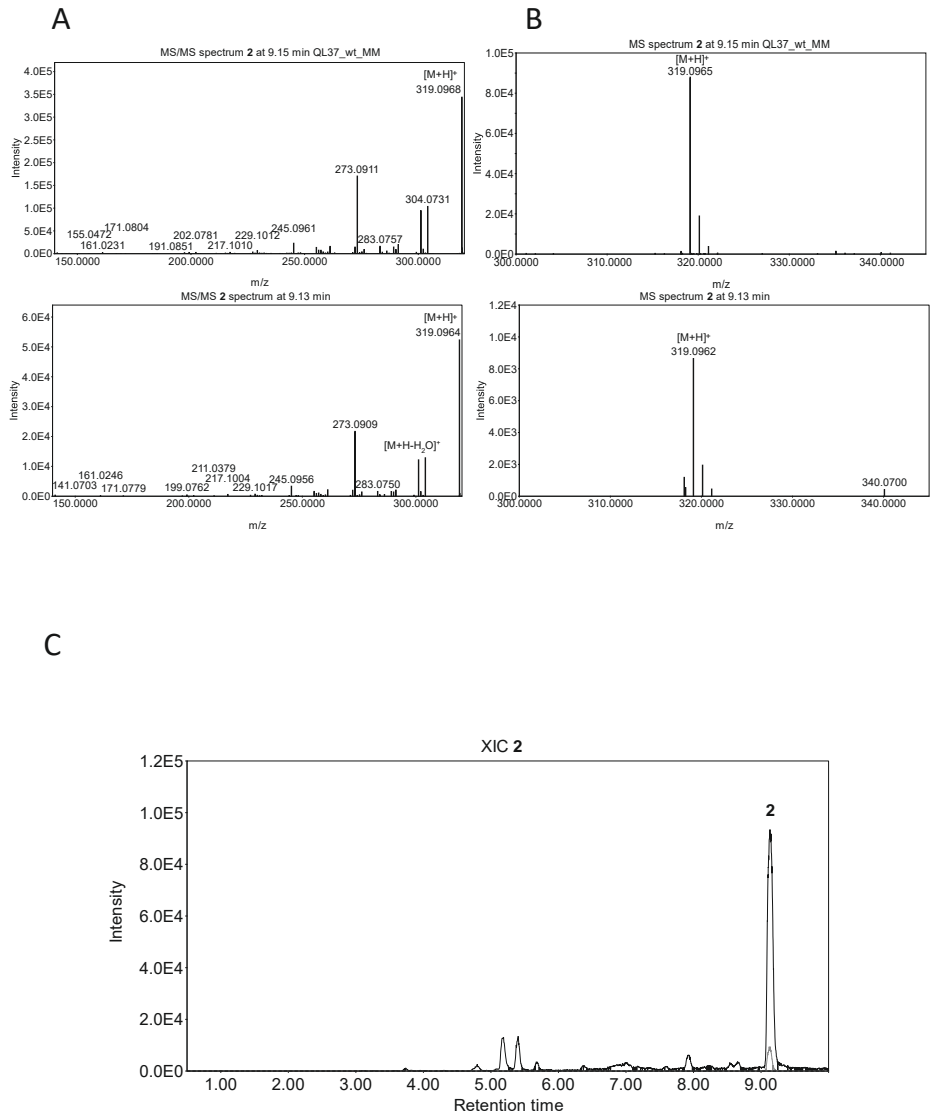 A
MS/MS spectrum 2 at 9.15 min QL37_wt_MM
4.0E5
3.5E5
3.0E5
2.5E5
2.0E5
1.5E5
1.0E5
5.0E4
0.0E0
Intensity
[M+H]+
319.0968
273.0911
304.0731
171.0804
155.0472
202.0781
229.1012
245.0961
161.0231
191.0851
217.1010
283.0757
150.0000 200.0000 250.0000 300.0000
m/z
MS/MS 2 spectrum at 9.13 min
6.0E4
5.0E4
4.0E4
3.0E4
2.0E4
1.0E4
0.0E0
Intensity
[M+H]+
319.0964
273.0909
[M+H-H2O]+
211.0379
161.0246
217.1004
245.0956
141.0703
171.0779
199.0762
229.1017
283.0750
150.0000 200.0000 250.0000 300.0000
m/z
B
MS spectrum 2 at 9.15 min QL37_wt_MM
1.0E5
8.0E4
6.0E4
4.0E4
2.0E4
0.0E0
Intensity
[M+H]+
319.0965
300.0000 310.0000 320.0000 330.0000 340.0000
m/z
MS spectrum 2 at 9.13 min
1.2E4
1.0E4
8.0E3
6.0E3
4.0E3
2.0E3
0.0E0
Intensity
[M+H]+
319.0962
340.0700
300.0000 310.0000 320.0000 330.0000 340.0000
m/z
C
XIC 2
1.2E5
1.0E5
8.0E4
6.0E4
4.0E4
2.0E4
0.0E0
Intensity
2
1.00 2.00 3.00 4.00 5.00 6.00 7.00 8.00 9.00
Retention time